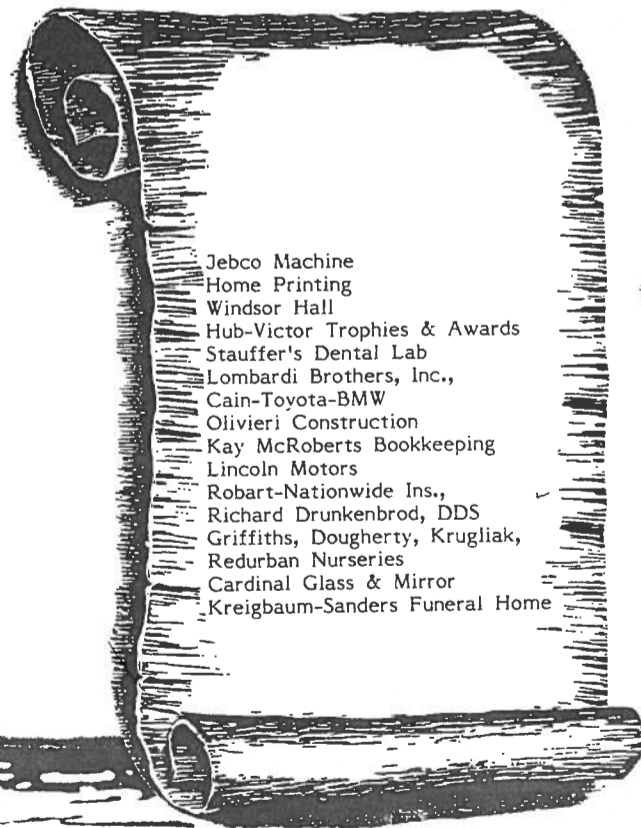 Jebco Machine
Home Printing
Windsor Hall
Hub-Victor Trophies & Awards
Stauffer's Dental Lab
Lombardi Brothers, Inc.,
Cain-Toyota-BMW
Olivieri Construction
Kay McRoberts Bookkeeping
Lincoln Motors
Robart-Nationwide Ins.,
Richard Drunkenbrod, DDS
Griffiths, Dougherty, Krugliak,
Redurban Nurseries
Cardinal Glass & Mirror
Kreigbaum-Sanders Funeral Home